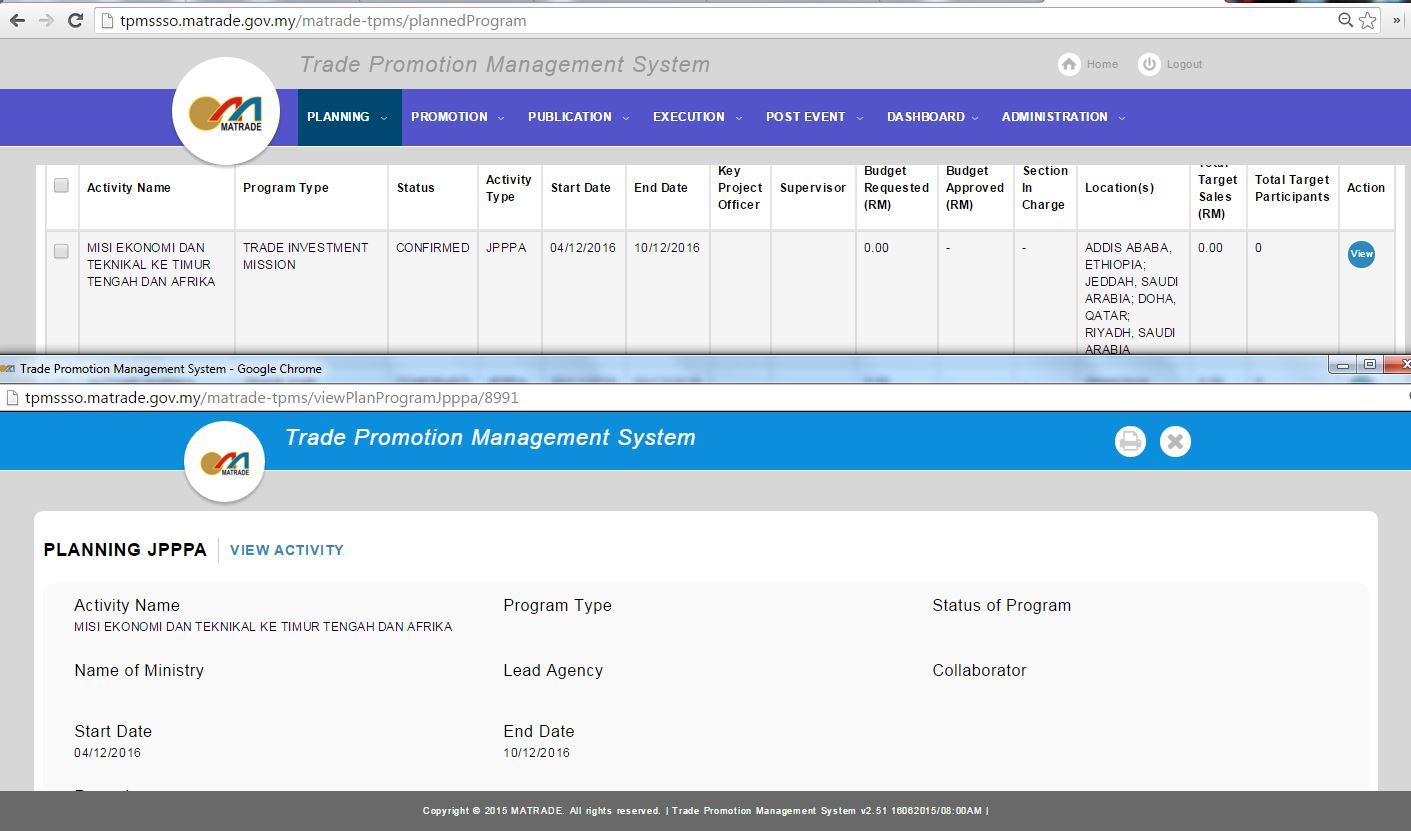 tpmssso.matrade.gov.my/matrade-tpms/plannedProgram
»
Trade Promotion Management System
Home
Logout
MATRADE
PLANNING
PROMOTION
PUBLICATION
EXECUTION
POST EVENT
DASHBOARD
ADMINISTRATION
Activity Name
Program Type
Status
Activity
Type
Start Date
End Date
Key
Project
Officer
Supervisor
Budget
Requested
(RM)
Budget
Approved
(RM)
Section
In
Charge
Location(s)
Total
Target
Sales
(RM)
Total Target
Participants
Action
MISI EKONOMI DAN
TEKNIKAL KE TIMUR
TENGAH DAN AFRIKA
TRADE INVESTMENT
MISSION
CONFIRMED
JPPPA
04/12/2016
10/12/2016
0.00
-
-
ADDIS ABABA,
ETHIOPIA;
JEDDAH, SAUDI
ARABIA; DOHA,
QATAR;
RIYADH, SAUDI
ARABIA
0.00
0
View
Trade Promotion Management System - Google Chrome
tpmssso.matrade.gov.my/matrade-tpms/viewPlanProgramJpppa/8991
MATRADE
Trade Promotion Management System
PLANNING JPPPA
VIEW ACTIVITY
Activity Name
MISI EKONOMI DAN TEKNIKAL KE TIMUR TENGAH DAN AFRIKA
Program Type
Status of Program
Name of Ministry
Lead Agency
Collaborator
Start Date
04/12/2016
End Date
10/12/2016
Copyright © 2015 MATRADE. All rights reserved. | Trade Promotion Management System v2.51 16062015/08:00AM |